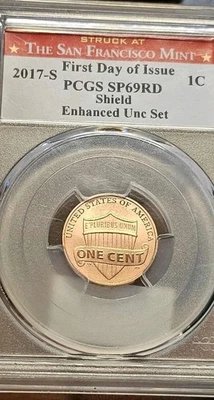 STRUCK AT
THE SAN FRANCISCO MINT
First Day of Issue
2017-S 1C
PCGS SP69RD
Shield
Enhanced Unc Set
UNITED STATES OF AMERICA
E PLURIBUS UNUM
ONE CENT